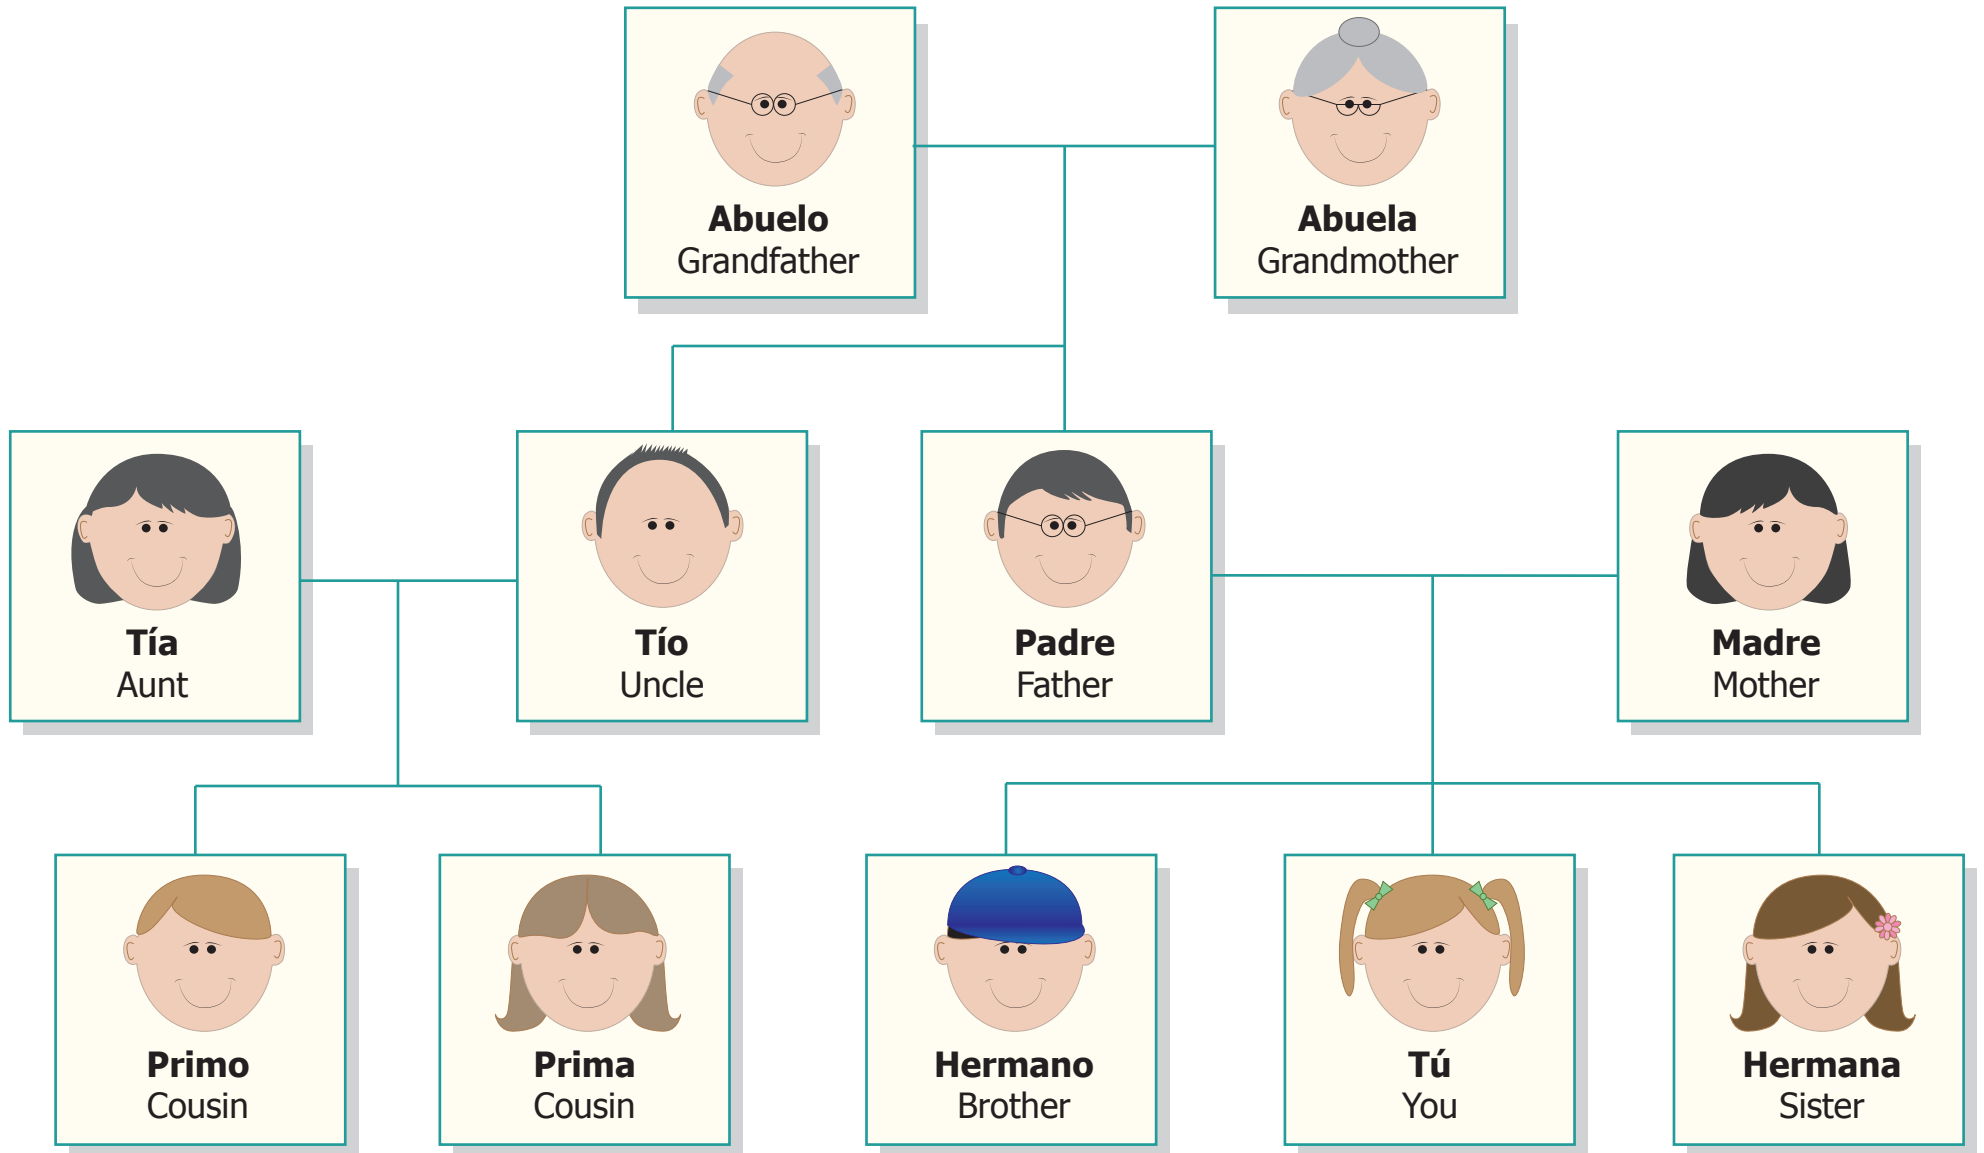 Abuelo
Grandfather
Abuela
Grandmother
Tía
Aunt
Tío
Uncle
Padre
Father
Madre
Mother
Primo
Cousin
Prima
Cousin
Hermano
Brother
Tú
You
Hermana
Sister